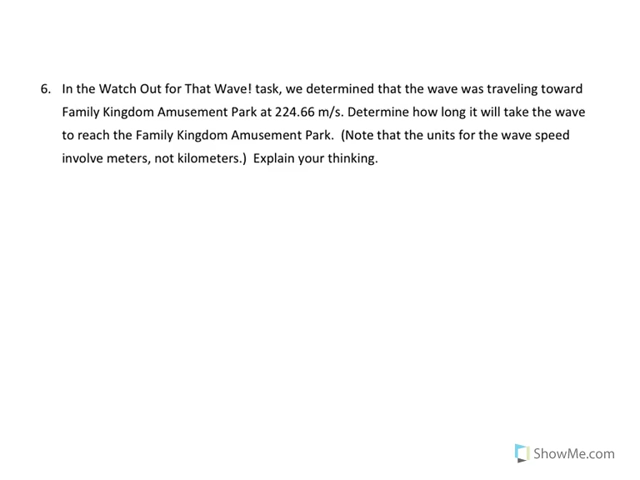 6. In the Watch Out for That Wave! task, we determined that the wave was traveling toward
Family Kingdom Amusement Park at 224.66 m/s. Determine how long it will take the wave
to reach the Family Kingdom Amusement Park. (Note that the units for the wave speed
involve meters, not kilometers.) Explain your thinking.
ShowMe.com